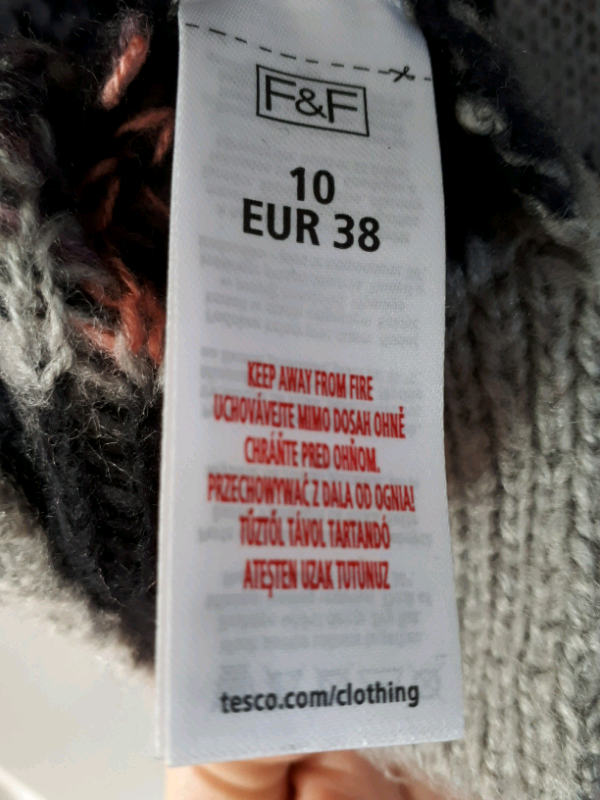 F&F
10
EUR 38
KEEP AWAY FROM FIRE
UCHOVÁVEJTE MIMO DOSAH OHNĚ
CHRÁŇTE PRED OHŇOM.
PRZECHOWYWAĆ Z DALA OD OGNIA!
TŰZTŐL TÁVOL TARTANDÓ
ATEŞTEN UZAK TUTUNUZ
tesco.com/clothing